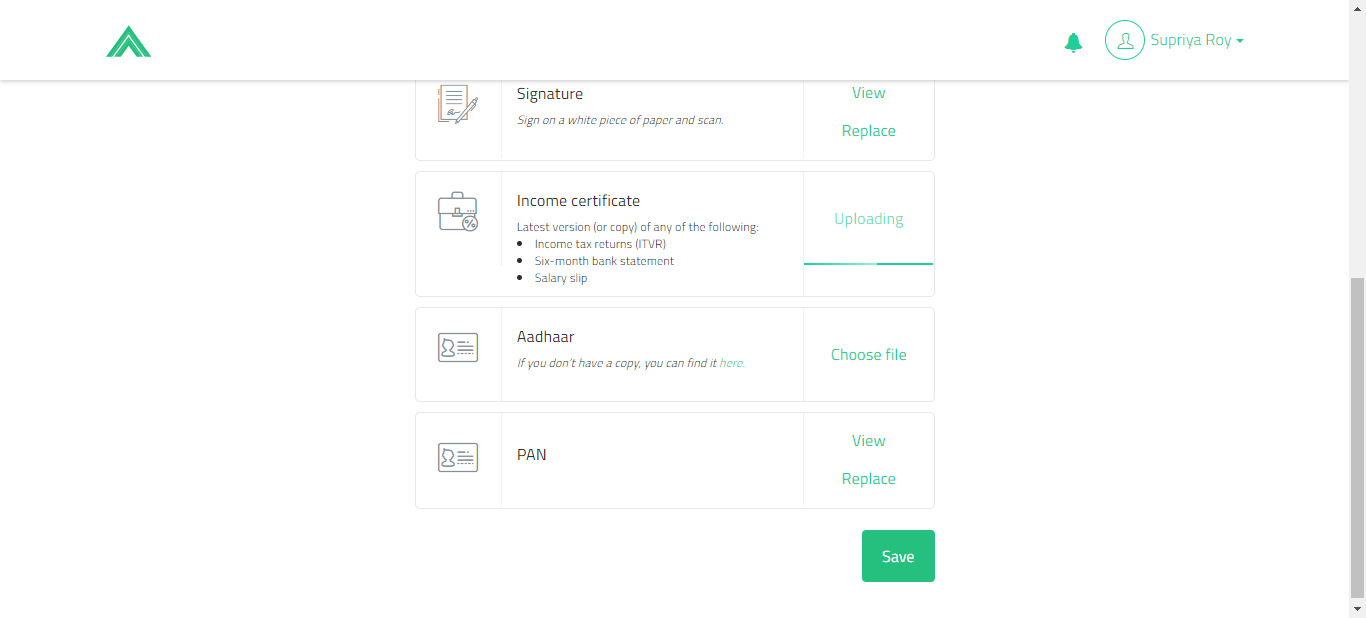 Supriya Roy
Signature
Sign on a white piece of paper and scan.
View
Replace
Income certificate
Latest version (or copy) of any of the following:
Income tax returns (ITVR)
Six-month bank statement
Salary slip
Uploading
Aadhaar
If you don't have a copy, you can find it here.
Choose file
PAN
View
Replace
Save